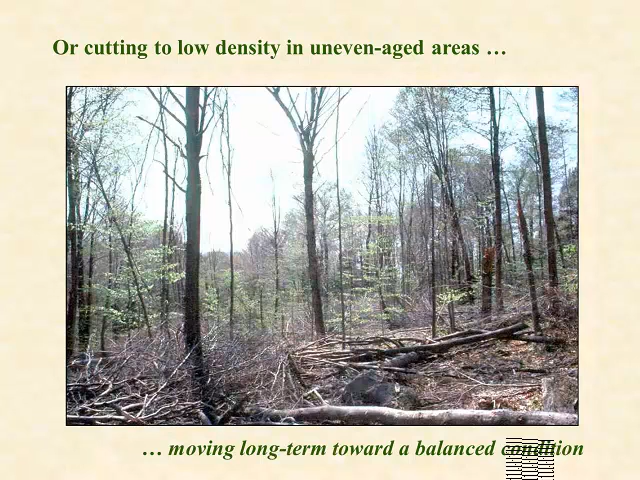 Or cutting to low density in uneven-aged areas …
… moving long-term toward a balanced condition